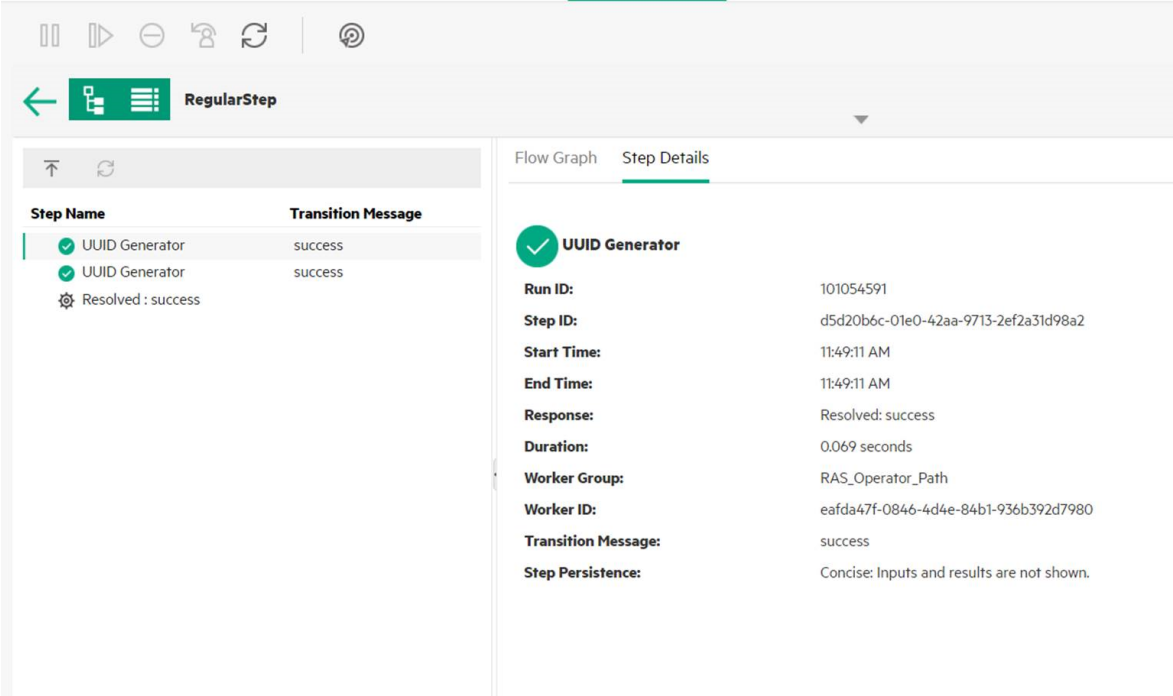 RegularStep
Flow Graph Step Details
Step Name Transition Message
UUID Generator success
UUID Generator success
Resolved : success
UUID Generator
Run ID: 101054591
Step ID: d5d20b6c-01e0-42aa-9713-2ef2a31d98a2
Start Time: 11:49:11 AM
End Time: 11:49:11 AM
Response: Resolved: success
Duration: 0.069 seconds
Worker Group: RAS_Operator_Path
Worker ID: eafda47f-0846-4d4e-84b1-936b392d7980
Transition Message: success
Step Persistence: Concise: Inputs and results are not shown.